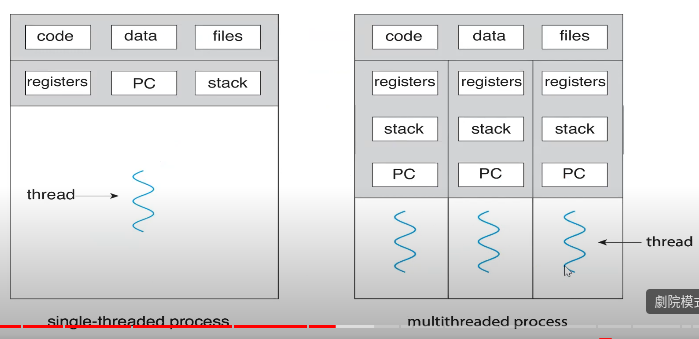 code data files
registers PC stack
thread
single-threaded process
code data files
registers registers registers
stack stack stack
PC PC PC
thread
multithreaded process
劇院模式